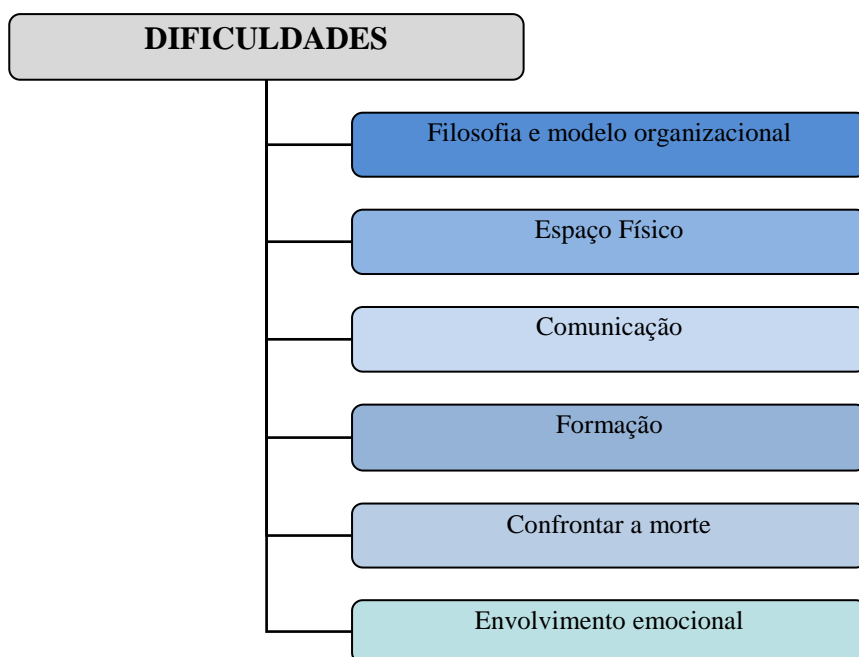 DIFICULDADES
Filosofia e modelo organizacional
Espaço Físico
Comunicação
Formação
Confrontar a morte
Envolvimento emocional